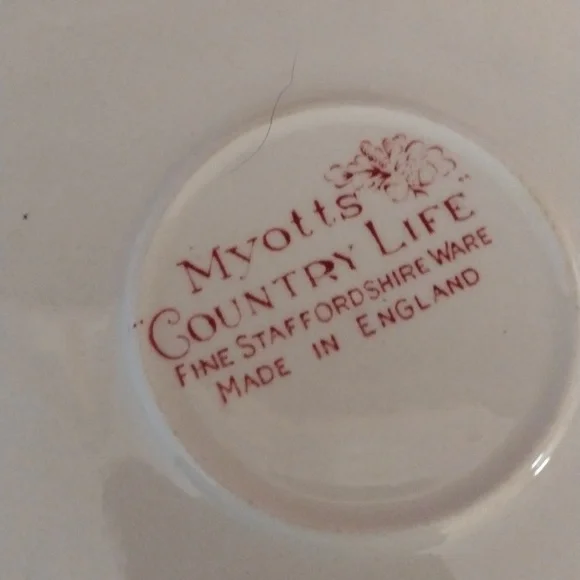 Myotts
"COUNTRY LIFE"
FINE STAFFORDSHIRE WARE
MADE IN ENGLAND